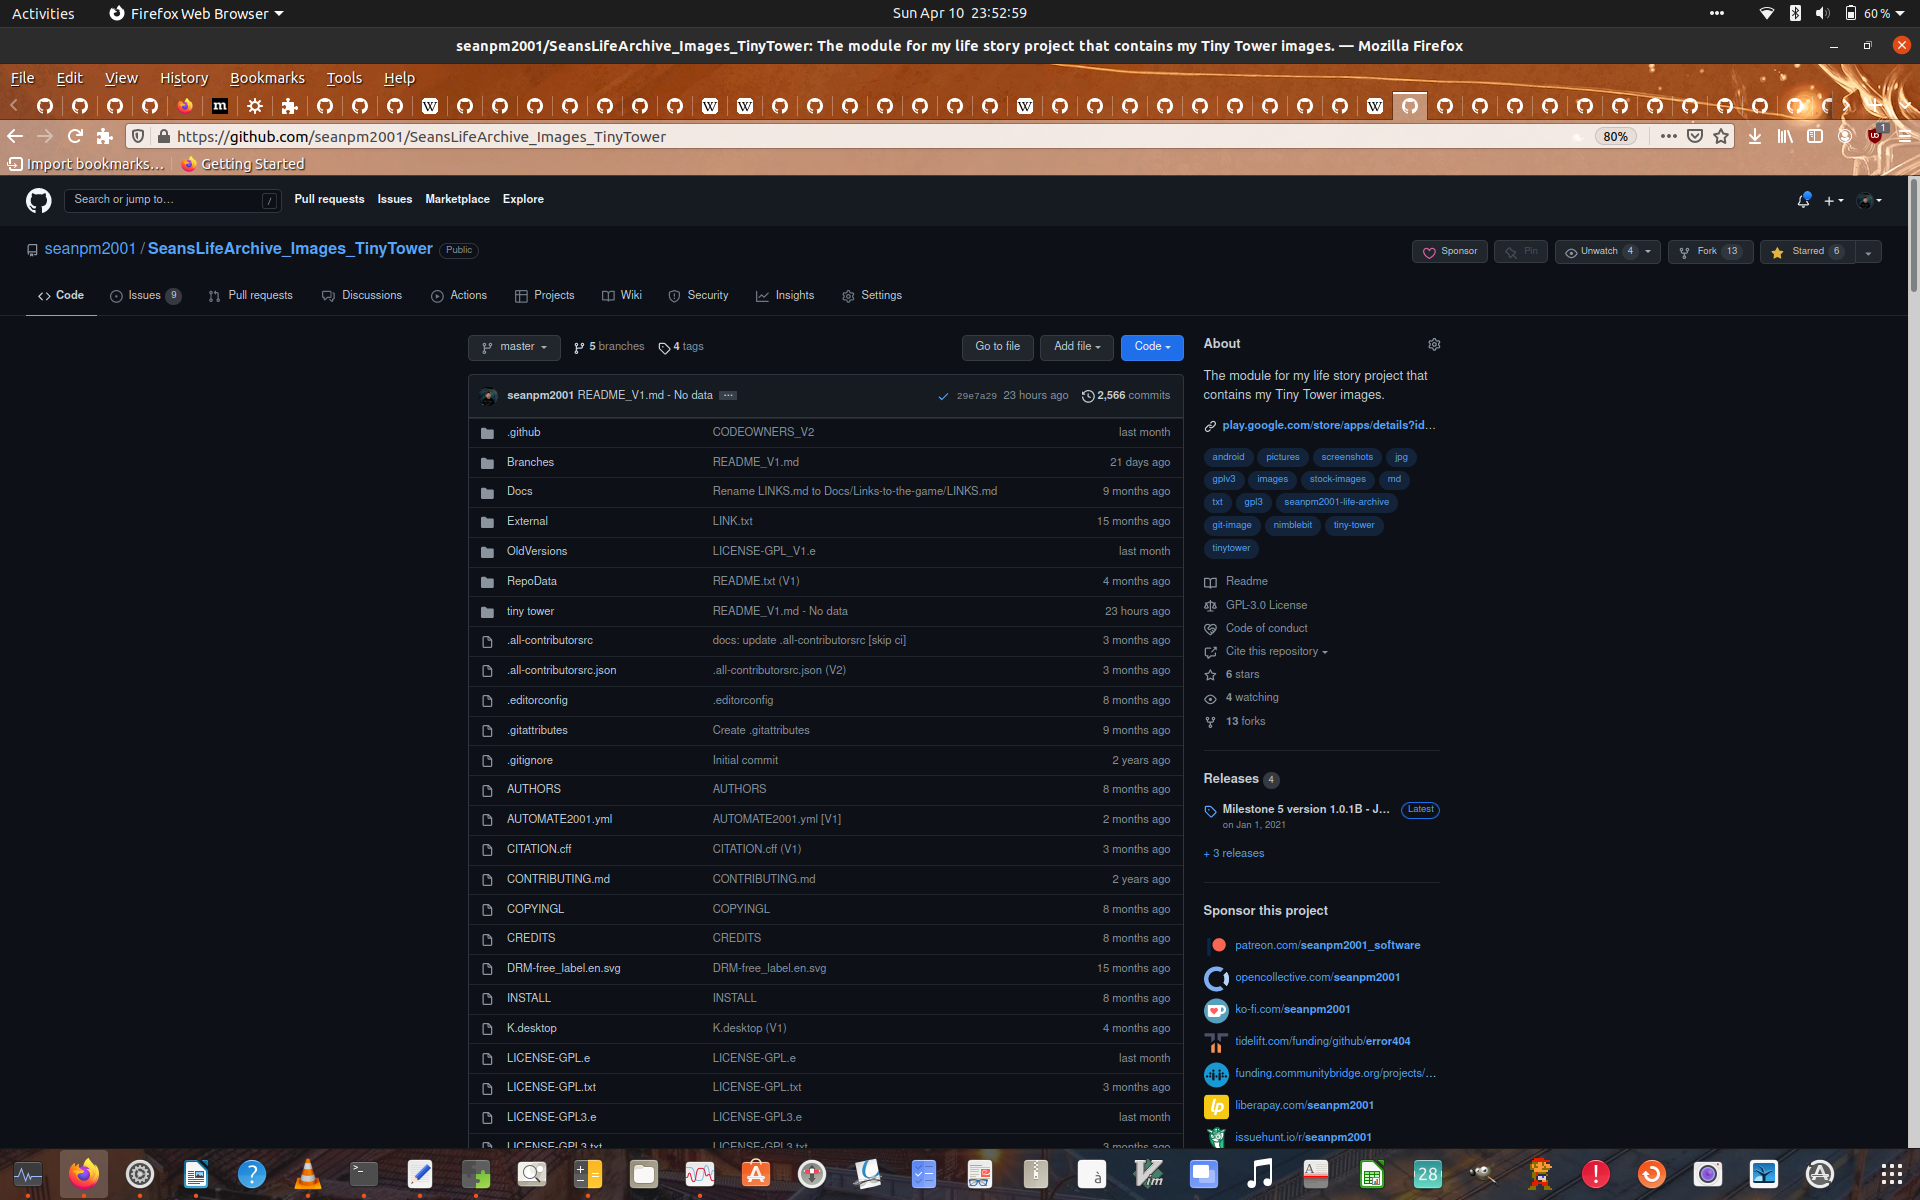 Activities
Firefox Web Browser
Sun Apr 10 23:52:59
60 %
seanpm2001/SeansLifeArchive_Images_TinyTower: The module for my life story project that contains my Tiny Tower images. — Mozilla Firefox
File Edit View History Bookmarks Tools Help
https://github.com/seanpm2001/SeansLifeArchive_Images_TinyTower
80%
1
Import bookmarks…
Getting Started
Search or jump to…
/
Pull requests Issues Marketplace Explore
seanpm2001 / SeansLifeArchive_Images_TinyTower Public
Sponsor Pin Unwatch 4 Fork 13 Starred 6
Code Issues 9 Pull requests Discussions Actions Projects Wiki Security Insights Settings
master 5 branches 4 tags Go to file Add file Code
seanpm2001 README_V1.md - No data ... 29e7a29 23 hours ago 2,566 commits
.github CODEOWNERS_V2 last month
Branches README_V1.md 21 days ago
Docs Rename LINKS.md to Docs/Links-to-the-game/LINKS.md 9 months ago
External LINK.txt 15 months ago
OldVersions LICENSE-GPL_V1.e last month
RepoData README.txt (V1) 4 months ago
tiny tower README_V1.md - No data 23 hours ago
.all-contributorsrc docs: update .all-contributorsrc [skip ci] 3 months ago
.all-contributorsrc.json .all-contributorsrc.json (V2) 3 months ago
.editorconfig .editorconfig 8 months ago
.gitattributes Create .gitattributes 9 months ago
.gitignore Initial commit 2 years ago
AUTHORS AUTHORS 8 months ago
AUTOMATE2001.yml AUTOMATE2001.yml [V1] 2 months ago
CITATION.cff CITATION.cff (V1) 3 months ago
CONTRIBUTING.md CONTRIBUTING.md 2 years ago
COPYINGL COPYINGL 8 months ago
CREDITS CREDITS 8 months ago
DRM-free_label.en.svg DRM-free_label.en.svg 15 months ago
INSTALL INSTALL 8 months ago
K.desktop K.desktop (V1) 4 months ago
LICENSE-GPL.e LICENSE-GPL.e last month
LICENSE-GPL.txt LICENSE-GPL.txt 3 months ago
LICENSE-GPL3.e LICENSE-GPL3.e last month
LICENSE-GPL3.txt LICENSE-GPL3.txt 3 months ago
About
The module for my life story project that
contains my Tiny Tower images.
play.google.com/store/apps/details?id…
android pictures screenshots jpg
gplv3 images stock-images md
txt gpl3 seanpm2001-life-archive
git-image nimblebit tiny-tower
tinytower
Readme
GPL-3.0 License
Code of conduct
Cite this repository
6 stars
4 watching
13 forks
Releases 4
Milestone 5 version 1.0.1B - J… Latest
on Jan 1, 2021
+ 3 releases
Sponsor this project
patreon.com/seanpm2001_software
opencollective.com/seanpm2001
ko-fi.com/seanpm2001
tidelift.com/funding/github/error404
funding.communitybridge.org/projects/…
liberapay.com/seanpm2001
issuehunt.io/r/seanpm2001
28